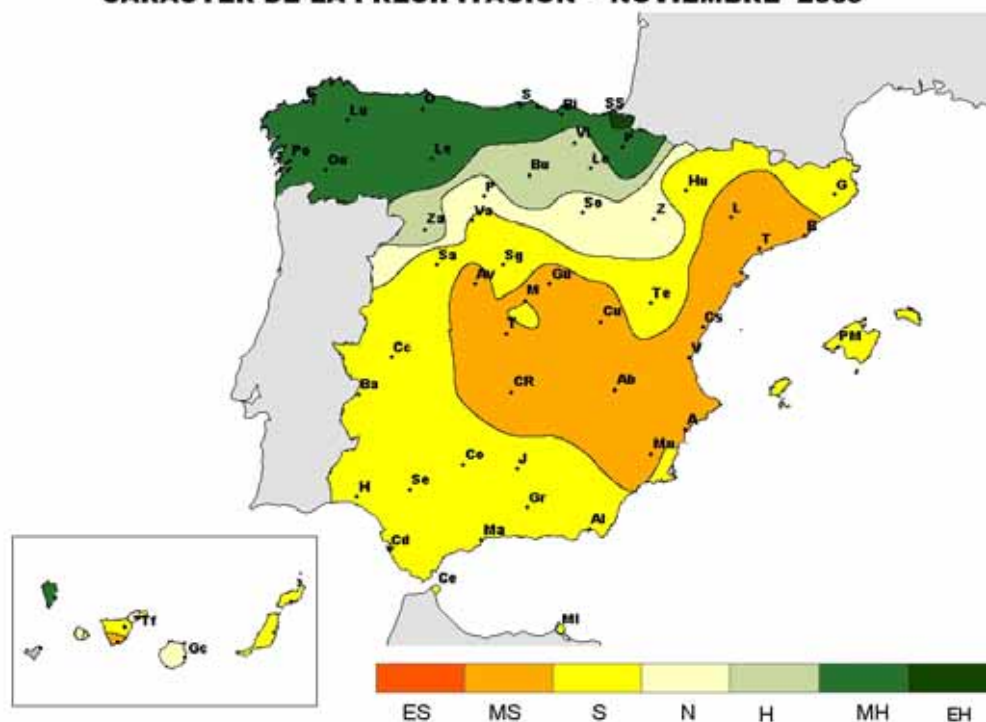 CARÁCTER DE LA PRECIPITACIÓN - NOVIEMBRE
C Lu O S Bi SS
Po Ou Le Vi P
Bu Lo
P Hu G
Za Va So Z L
B
Sa Sg T
Av Gu
M Te
Cu Cs
T PM
Cc V
Ba CR Ab
A
Mu
Co J
H Se Gr
Al
Cd Ma
Ce
Ml
Tf
Gc
ES MS S N H MH EH